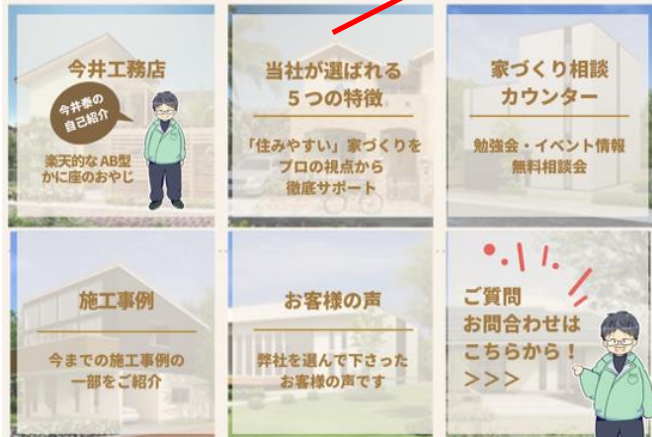 今井工務店
今井泰の
自己紹介
楽天的なAB型
かに座のおやじ
当社が選ばれる
5つの特徴
「住みやすい」家づくりを
プロの視点から
徹底サポート
家づくり相談
カウンター
勉強会・イベント情報
無料相談会
施工事例
今までの施工事例の
一部をご紹介
お客様の声
弊社を選んで下さった
お客様の声です
ご質問
お問合わせは
こちらから！
>>>